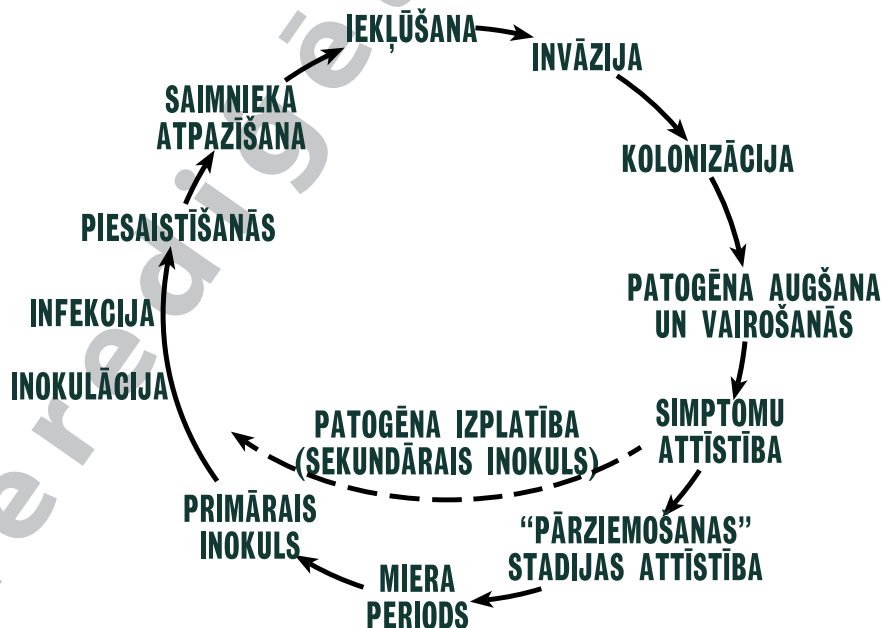 IEKĻŪŠANA
INVĀZIJA
KOLONIZĀCIJA
PATOGĒNA AUGŠANA
UN VAIROŠANĀS
SIMPTOMU
ATTĪSTĪBA
“PĀRZIEMOŠANAS”
STADIJAS ATTĪSTĪBA
MIERA
PERIODS
PRIMĀRAIS
INOKULS
PATOGĒNA IZPLATĪBA
(SEKUNDĀRAIS INOKULS)
INOKULĀCIJA
INFEKCIJA
PIESAISTĪŠANĀS
SAIMNIEKA
ATPAZĪŠANA